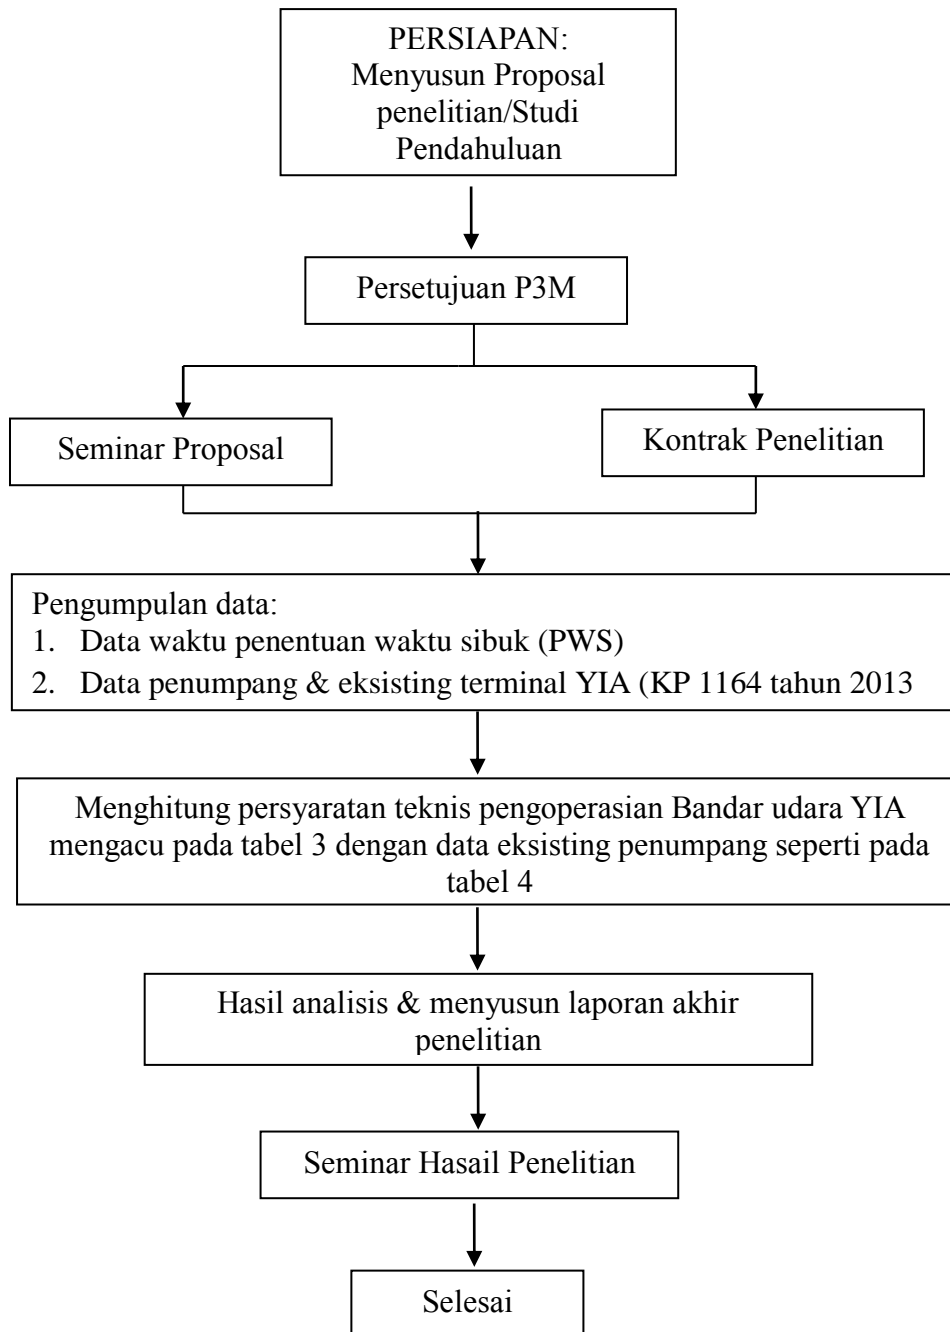 PERSIAPAN:
Menyusun Proposal
penelitian/Studi
Pendahuluan
Persetujuan P3M
Seminar Proposal
Kontrak Penelitian
Pengumpulan data:
1. Data waktu penentuan waktu sibuk (PWS)
2. Data penumpang & eksisting terminal YIA (KP 1164 tahun 2013
Menghitung persyaratan teknis pengoperasian Bandar udara YIA
mengacu pada tabel 3 dengan data eksisting penumpang seperti pada
tabel 4
Hasil analisis & menyusun laporan akhir
penelitian
Seminar Hasail Penelitian
Selesai